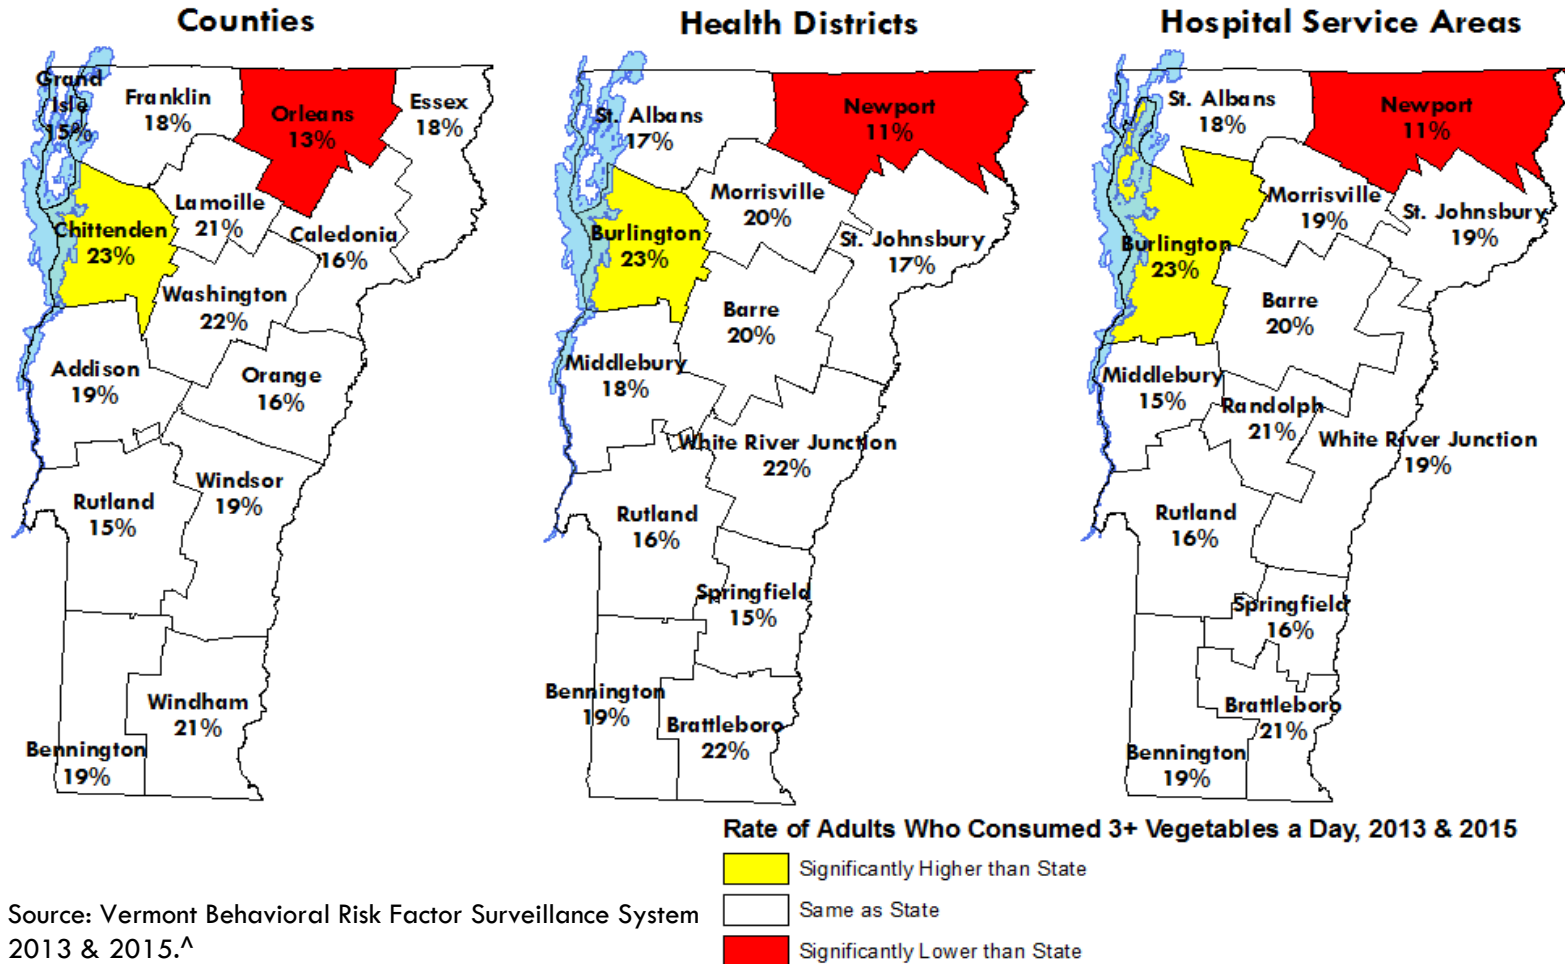 Counties
Grand
Isle
15%
Franklin
18%
Orleans
13%
Essex
18%
Lamoille
21%
Chittenden
23%
Caledonia
16%
Washington
22%
Addison
19%
Orange
16%
Windsor
19%
Rutland
15%
Windham
21%
Bennington
19%
Health Districts
St. Albans
17%
Newport
11%
Morrisville
20%
Burlington
23%
St. Johnsbury
17%
Barre
20%
Middlebury
18%
White River Junction
22%
Rutland
16%
Springfield
15%
Bennington
19%
Brattleboro
22%
Hospital Service Areas
St. Albans
18%
Newport
11%
Morrisville
19%
St. Johnsbury
19%
Burlington
23%
Barre
20%
Middlebury
15%
Randolph
21%
White River Junction
19%
Rutland
16%
Springfield
16%
Brattleboro
21%
Bennington
19%
Rate of Adults Who Consumed 3+ Vegetables a Day, 2013 & 2015
Significantly Higher than State
Same as State
Significantly Lower than State
Source: Vermont Behavioral Risk Factor Surveillance System
2013 & 2015.^